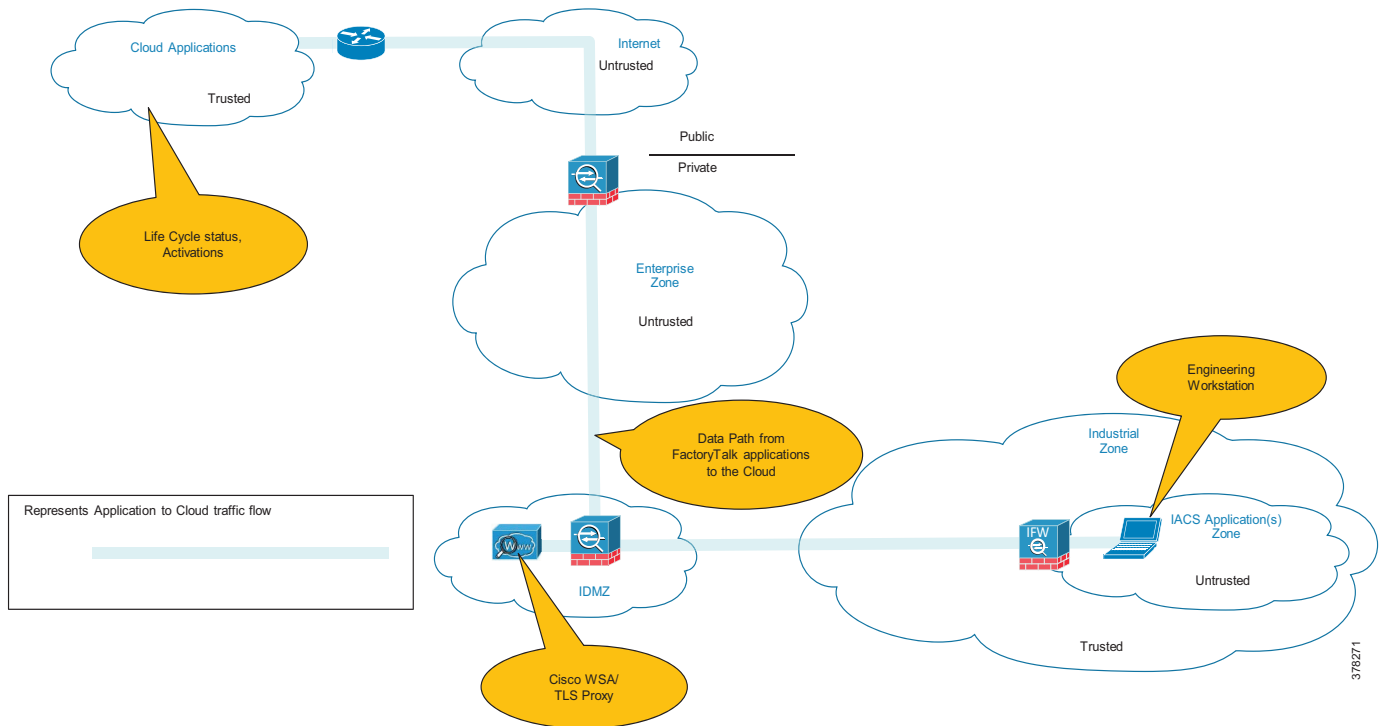 Cloud Applications
Trusted
Internet
Untrusted
Public
Private
Life Cycle status,
Activations
Enterprise
Zone
Untrusted
Engineering
Workstation
Data Path from
FactoryTalk applications
to the Cloud
Industrial
Zone
Represents Application to Cloud traffic flow
WWW
IDMZ
IFW
IACS Application(s)
Zone
Untrusted
Trusted
Cisco WSA/
TLS Proxy
378271